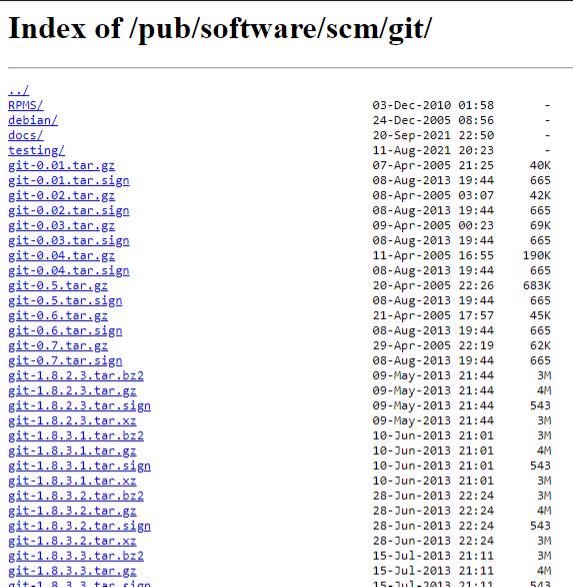 Index of /pub/software/scm/git/
../
RPMS/ 03-Dec-2010 01:58 -
debian/ 24-Dec-2005 08:56 -
docs/ 20-Sep-2021 22:50 -
testing/ 11-Aug-2021 20:23 -
git-0.01.tar.gz 07-Apr-2005 21:25 40K
git-0.01.tar.sign 08-Aug-2013 19:44 665
git-0.02.tar.gz 08-Apr-2005 03:07 42K
git-0.02.tar.sign 08-Aug-2013 19:44 665
git-0.03.tar.gz 09-Apr-2005 00:23 69K
git-0.03.tar.sign 08-Aug-2013 19:44 665
git-0.04.tar.gz 11-Apr-2005 16:55 190K
git-0.04.tar.sign 08-Aug-2013 19:44 665
git-0.5.tar.gz 20-Apr-2005 22:26 683K
git-0.5.tar.sign 08-Aug-2013 19:44 665
git-0.6.tar.gz 21-Apr-2005 17:57 45K
git-0.6.tar.sign 08-Aug-2013 19:44 665
git-0.7.tar.gz 29-Apr-2005 22:19 62K
git-0.7.tar.sign 08-Aug-2013 19:44 665
git-1.8.2.3.tar.bz2 09-May-2013 21:44 3M
git-1.8.2.3.tar.gz 09-May-2013 21:44 4M
git-1.8.2.3.tar.sign 09-May-2013 21:44 543
git-1.8.2.3.tar.xz 09-May-2013 21:44 3M
git-1.8.3.1.tar.bz2 10-Jun-2013 21:01 3M
git-1.8.3.1.tar.gz 10-Jun-2013 21:01 4M
git-1.8.3.1.tar.sign 10-Jun-2013 21:01 543
git-1.8.3.1.tar.xz 10-Jun-2013 21:01 3M
git-1.8.3.2.tar.bz2 28-Jun-2013 22:24 3M
git-1.8.3.2.tar.gz 28-Jun-2013 22:24 4M
git-1.8.3.2.tar.sign 28-Jun-2013 22:24 543
git-1.8.3.2.tar.xz 28-Jun-2013 22:24 3M
git-1.8.3.3.tar.bz2 15-Jul-2013 21:11 3M
git-1.8.3.3.tar.gz 15-Jul-2013 21:11 4M
git-1.8.3.3.tar.sign 15-Jul-2013 21:11 543